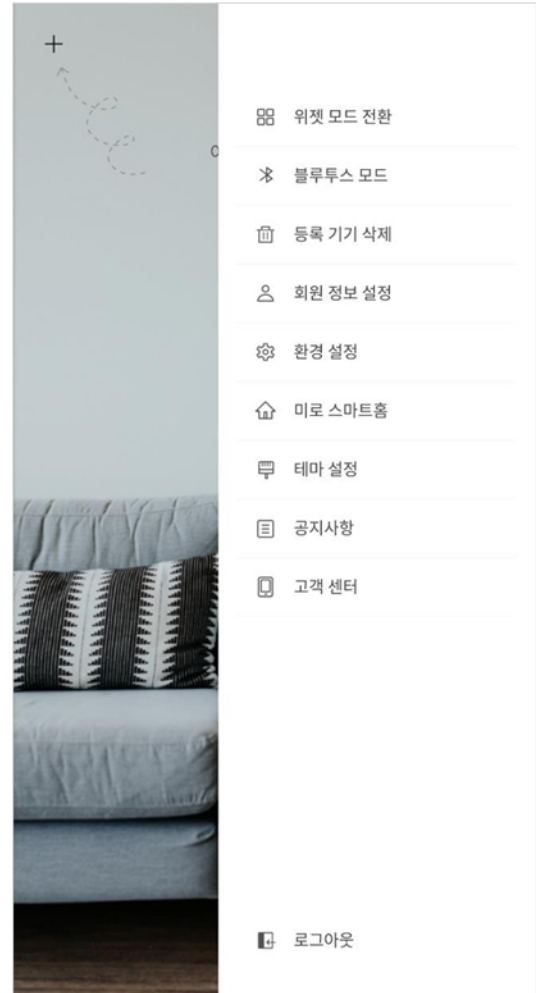 위젯 모드 전환
블루투스 모드
등록 기기 삭제
회원 정보 설정
환경 설정
미로 스마트홈
테마 설정
공지사항
고객 센터
로그아웃